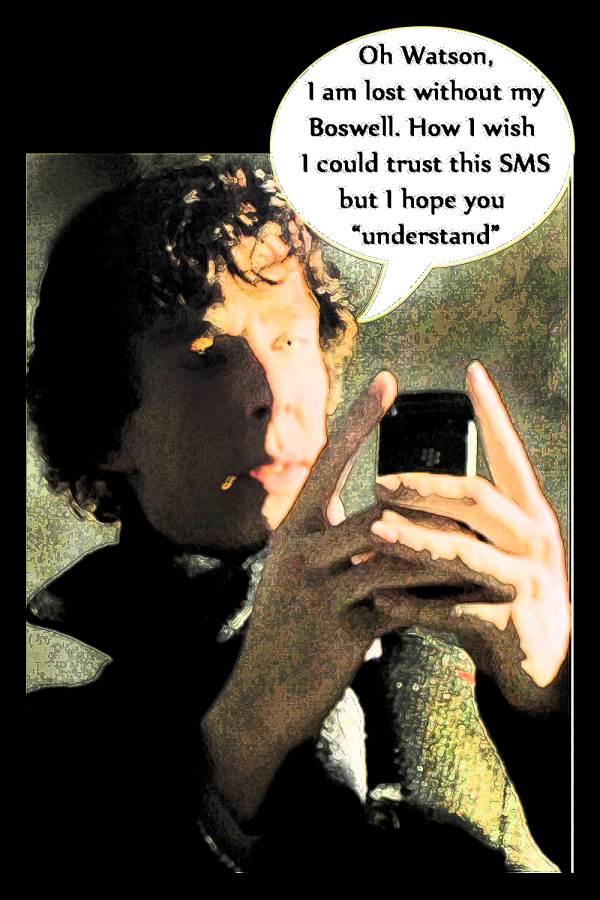 Oh Watson,
I am lost without my
Boswell. How I wish
I could trust this SMS
but I hope you
“understand”